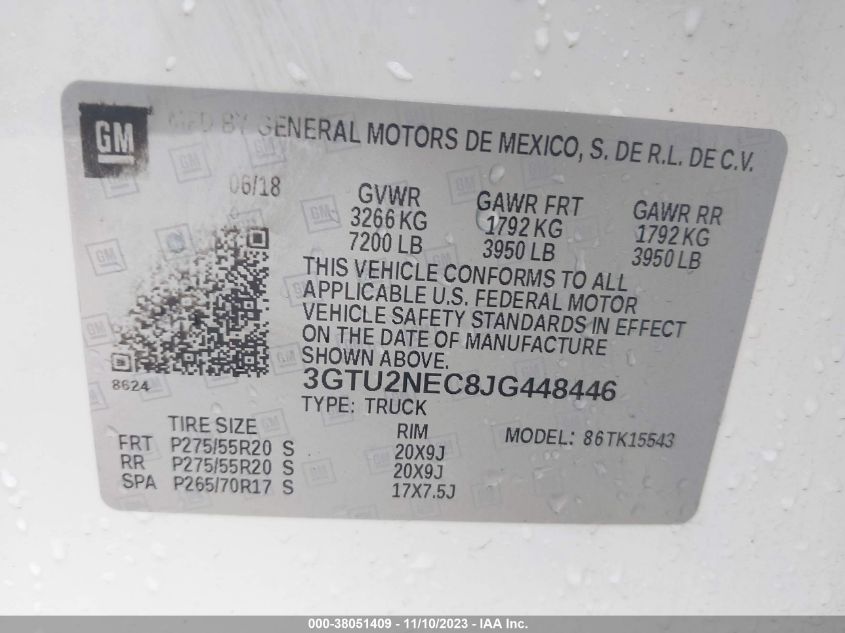 GM
MFD BY GENERAL MOTORS DE MEXICO, S. DE R.L. DE C.V.
06/18
GVWR GAWR FRT GAWR RR
3266 KG 1792 KG 1792 KG
7200 LB 3950 LB 3950 LB
THIS VEHICLE CONFORMS TO ALL
APPLICABLE U.S. FEDERAL MOTOR
VEHICLE SAFETY STANDARDS IN EFFECT
ON THE DATE OF MANUFACTURE
SHOWN ABOVE.
8624
3GTU2NEC8JG448446
TYPE: TRUCK
TIRE SIZE RIM MODEL: 86TK15543
FRT P275/55R20 S 20X9J
RR P275/55R20 S 20X9J
SPA P265/70R17 S 17X7.5J
000-38051409 - 11/10/2023 - IAA Inc.